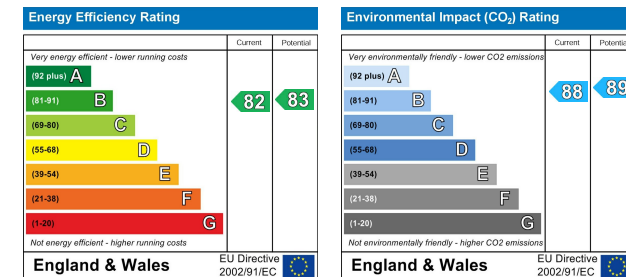 Energy Efficiency Rating
Current Potential
Very energy efficient - lower running costs
(92 plus) A
(81-91) B
82 83
(69-80) C
(55-68) D
(39-54) E
(21-38) F
(1-20) G
Not energy efficient - higher running costs
England & Wales
EU Directive
2002/91/EC
Environmental Impact (CO₂) Rating
Current Potential
Very environmentally friendly - lower CO2 emissions
(92 plus) A
88 89
(81-91) B
(69-80) C
(55-68) D
(39-54) E
(21-38) F
(1-20) G
Not environmentally friendly - higher CO2 emissions
England & Wales
EU Directive
2002/91/EC